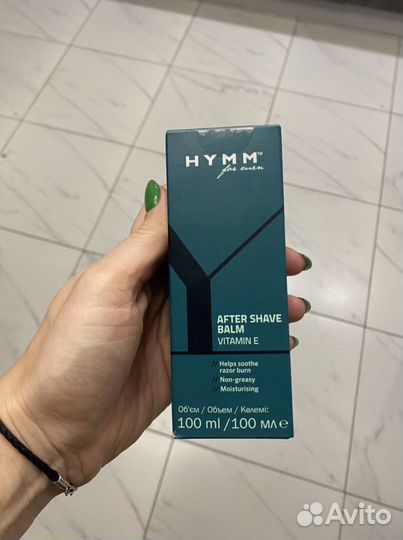 HYMM™
for men
AFTER SHAVE
BALM
VITAMIN E
// Helps soothe
razor burn
// Non-greasy
// Moisturising
Об'єм / Объем / Көлемі:
100 ml / 100 мл ℮
Avito